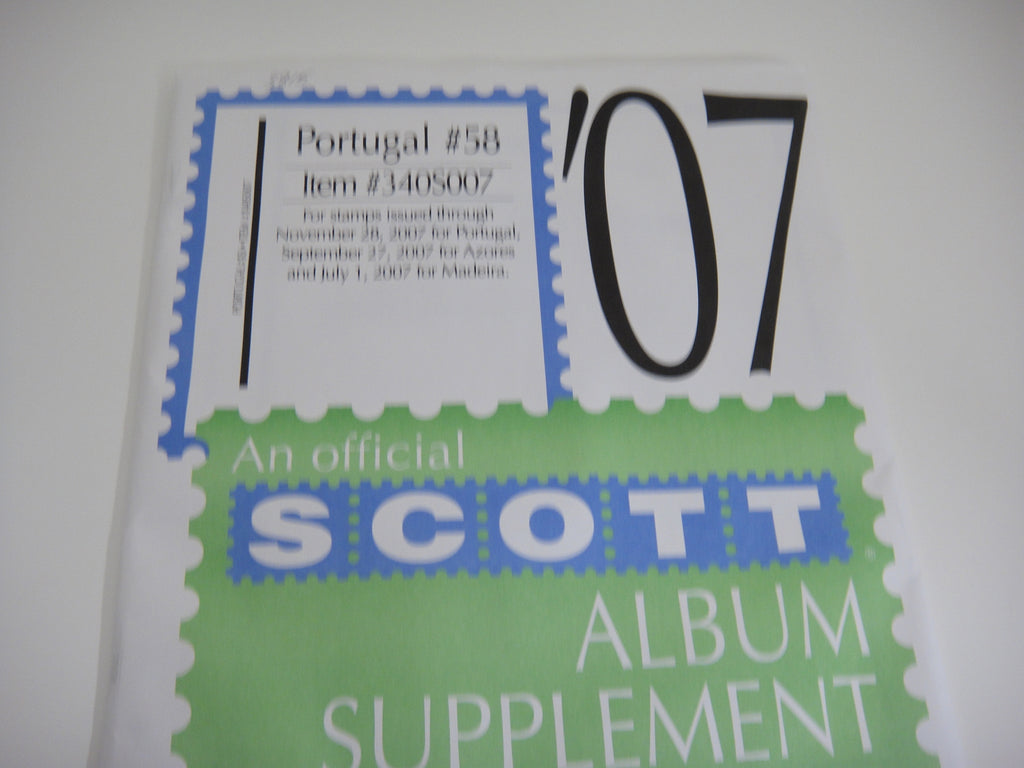 Portugal #58
Item #340S007
For stamps issued through
November 28, 2007 for Portugal,
September 27, 2007 for Azores
and July 1, 2007 for Madeira.
'07
An official
SCOTT
ALBUM
SUPPLEMENT